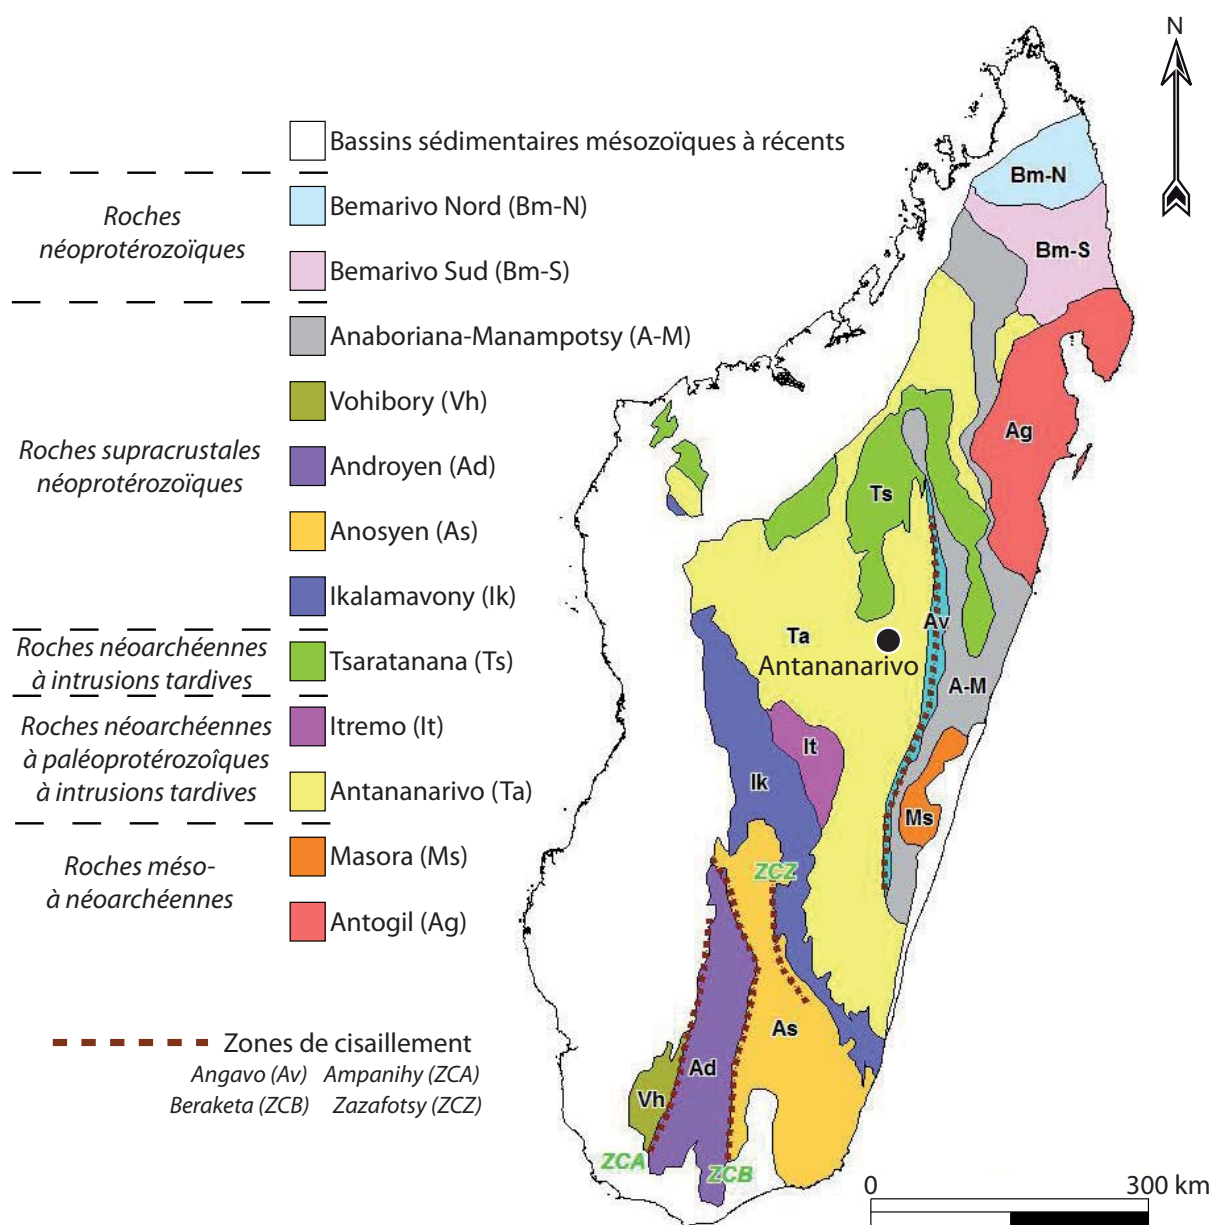 N
Bassins sédimentaires mésozoïques à récents
Roches
néoprotérozoïques
Bemarivo Nord (Bm-N)
Bemarivo Sud (Bm-S)
Roches supracrustales
néoprotérozoïques
Anaboriana-Manampotsy (A-M)
Vohibory (Vh)
Androyen (Ad)
Anosyen (As)
Ikalamavony (Ik)
Roches néoarchéennes
à intrusions tardives
Tsaratanana (Ts)
Roches néoarchéennes
à paléoprotérozoîques
à intrusions tardives
Itremo (It)
Antananarivo (Ta)
Roches méso-
à néoarchéennes
Masora (Ms)
Antogil (Ag)
Zones de cisaillement
Angavo (Av) Ampanihy (ZCA)
Beraketa (ZCB) Zazafotsy (ZCZ)
Bm-N
Bm-S
Ag
Ts
Av
Ta
Antananarivo
A-M
It
Ik
Ms
ZCZ
As
Ad
Vh
ZCA
ZCB
0 300 km